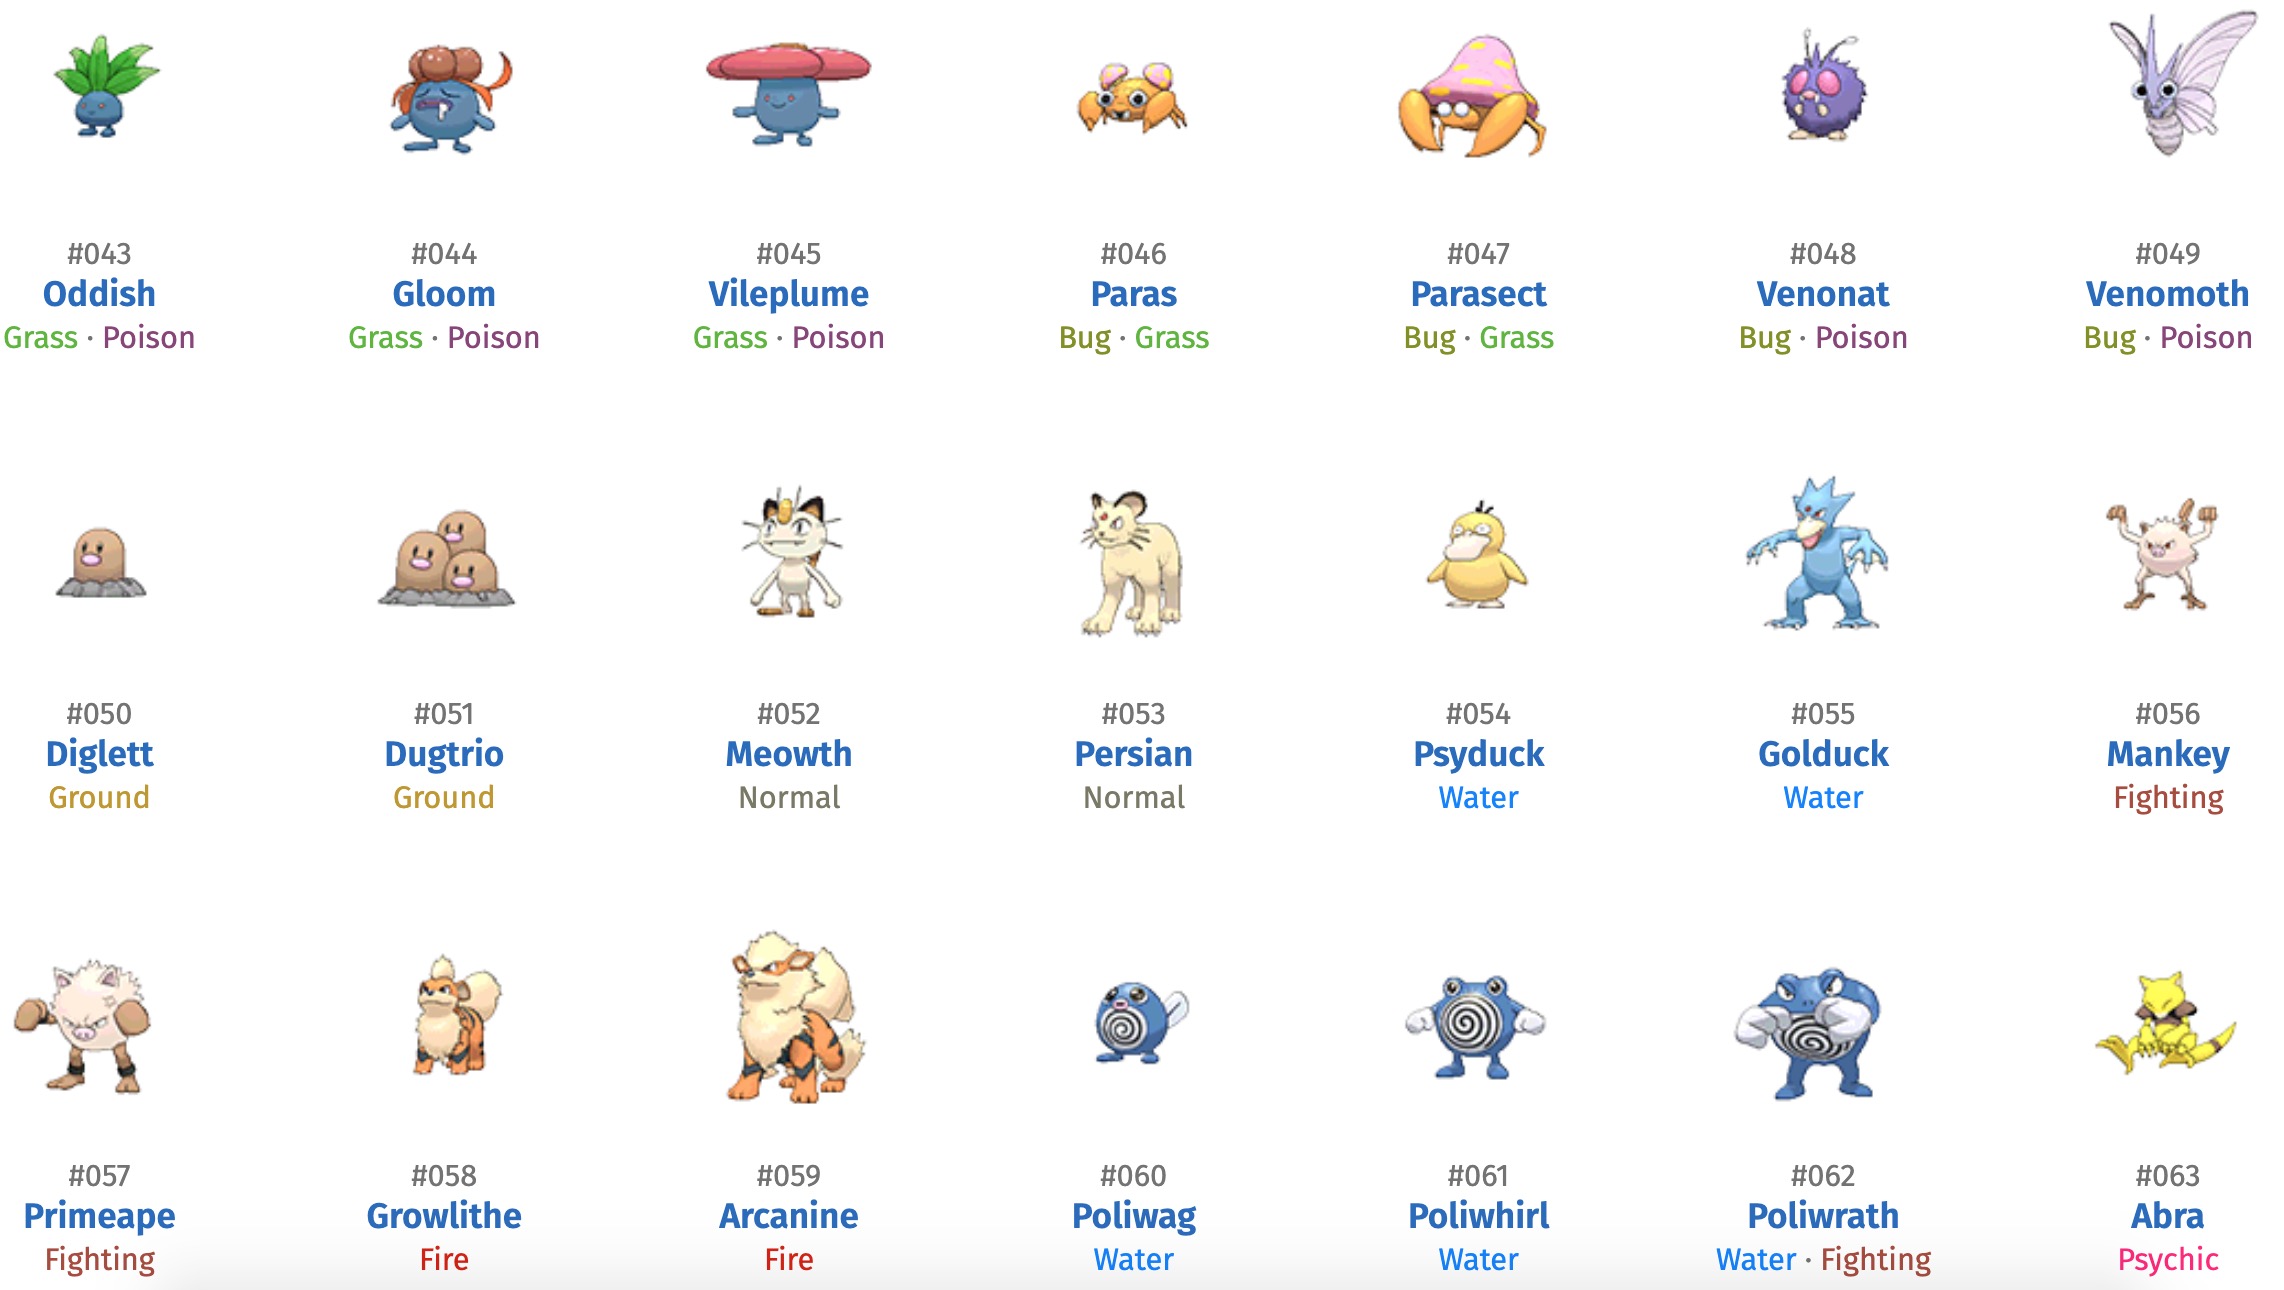 #043 #044 #045 #046 #047 #048 #049
Oddish Gloom Vileplume Paras Parasect Venonat Venomoth
Grass · Poison Grass · Poison Grass · Poison Bug · Grass Bug · Grass Bug · Poison Bug · Poison
#050 #051 #052 #053 #054 #055 #056
Diglett Dugtrio Meowth Persian Psyduck Golduck Mankey
Ground Ground Normal Normal Water Water Fighting
#057 #058 #059 #060 #061 #062 #063
Primeape Growlithe Arcanine Poliwag Poliwhirl Poliwrath Abra
Fighting Fire Fire Water Water Water · Fighting Psychic